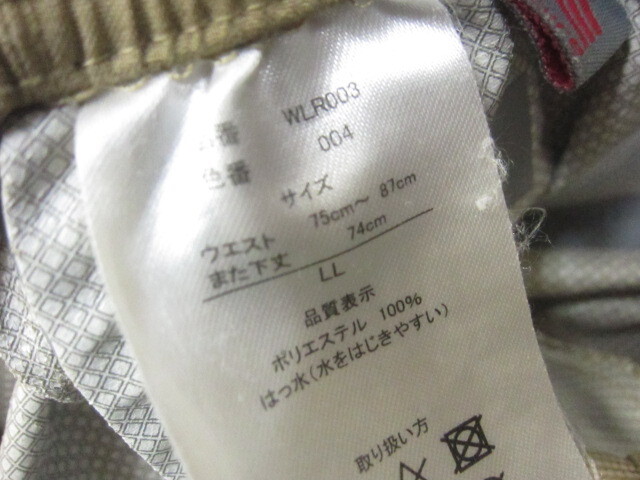 番 WLR003
色番 004
サイズ
ウエスト 75cm～ 87cm
また下丈 74cm
LL
品質表示
ポリエステル 100%
はっ水(水をはじきやすい)
取り扱い方